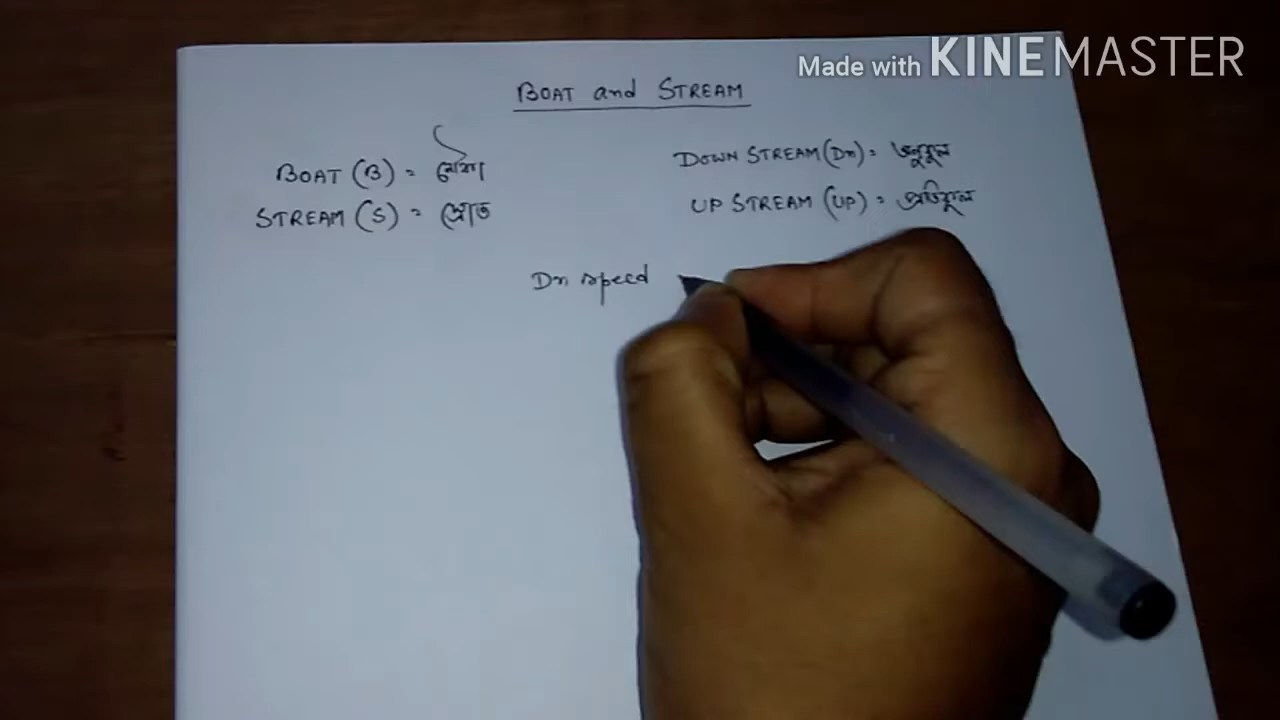 Made with KINEMASTER
BOAT and STREAM
BOAT (B) = নৌকা
STREAM (S) = স্রোত
DOWN STREAM (Dn) = অনুকূল
UP STREAM (UP) = প্রতিকূল
Dn speed